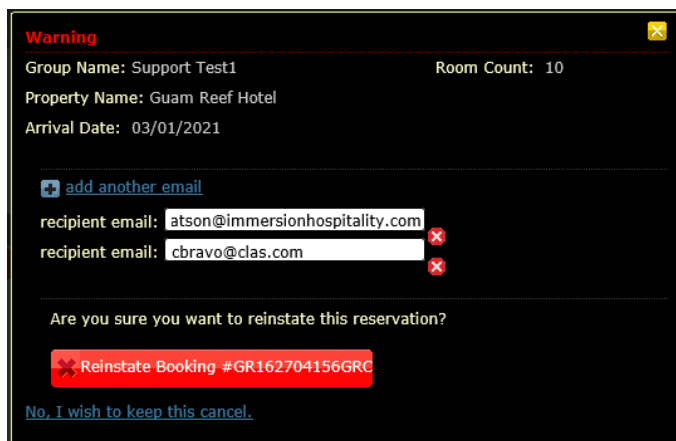 Warning
Group Name: Support Test1 Room Count: 10
Property Name: Guam Reef Hotel
Arrival Date: 03/01/2021
add another email
recipient email: atson@immersionhospitality.com
recipient email: cbravo@clas.com
Are you sure you want to reinstate this reservation?
Reinstate Booking #GR162704156GRC
No, I wish to keep this cancel.